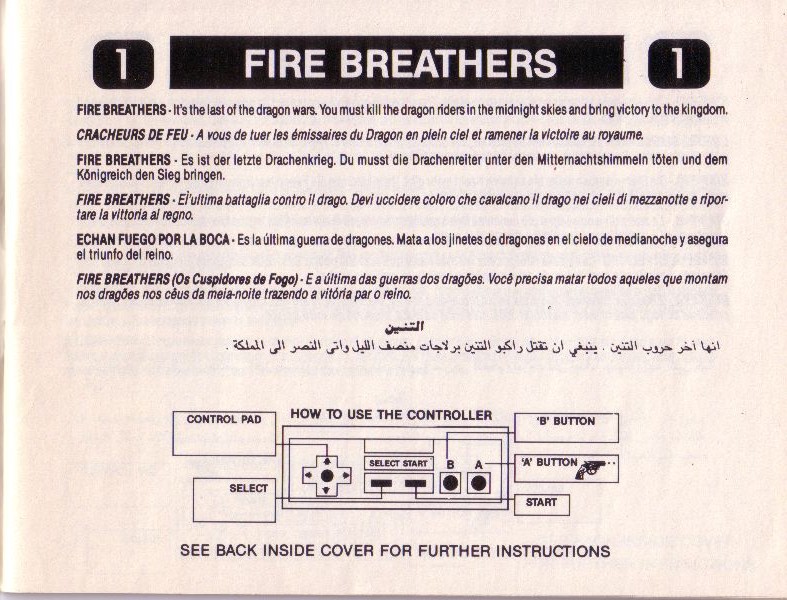 1 FIRE BREATHERS 1
FIRE BREATHERS - It's the last of the dragon wars. You must kill the dragon riders in the midnight skies and bring victory to the kingdom.
CRACHEURS DE FEU - A vous de tuer les émissaires du Dragon en plein ciel et ramener la victoire au royaume.
FIRE BREATHERS - Es ist der letzte Drachenkrieg. Du musst die Drachenreiter unter den Mitternachtshimmeln töten und dem
Königreich den Sieg bringen.
FIRE BREATHERS - El'ultima battaglia contro il drago. Devi uccidere coloro che cavalcano il drago nei cieli di mezzanotte e ripor-
tare la vittoria al regno.
ECHAN FUEGO POR LA BOCA - Es la última guerra de dragones. Mata a los jinetes de dragones en el cielo de medianoche y asegura
el triunfo del reino.
FIRE BREATHERS (Os Cuspidores de Fogo) - E a última das guerras dos dragões. Você precisa matar todos aqueles que montam
nos dragões nos cêus da meia-noite trazendo a vitória par o reino.
التنين
انها آخر حروب التنين . ينبغي ان تقتل راكبو التنين برلاجات منصف الليل واتى النصر الى المملكة .
HOW TO USE THE CONTROLLER
CONTROL PAD
'B' BUTTON
SELECT START
B A
'A' BUTTON
SELECT
START
SEE BACK INSIDE COVER FOR FURTHER INSTRUCTIONS